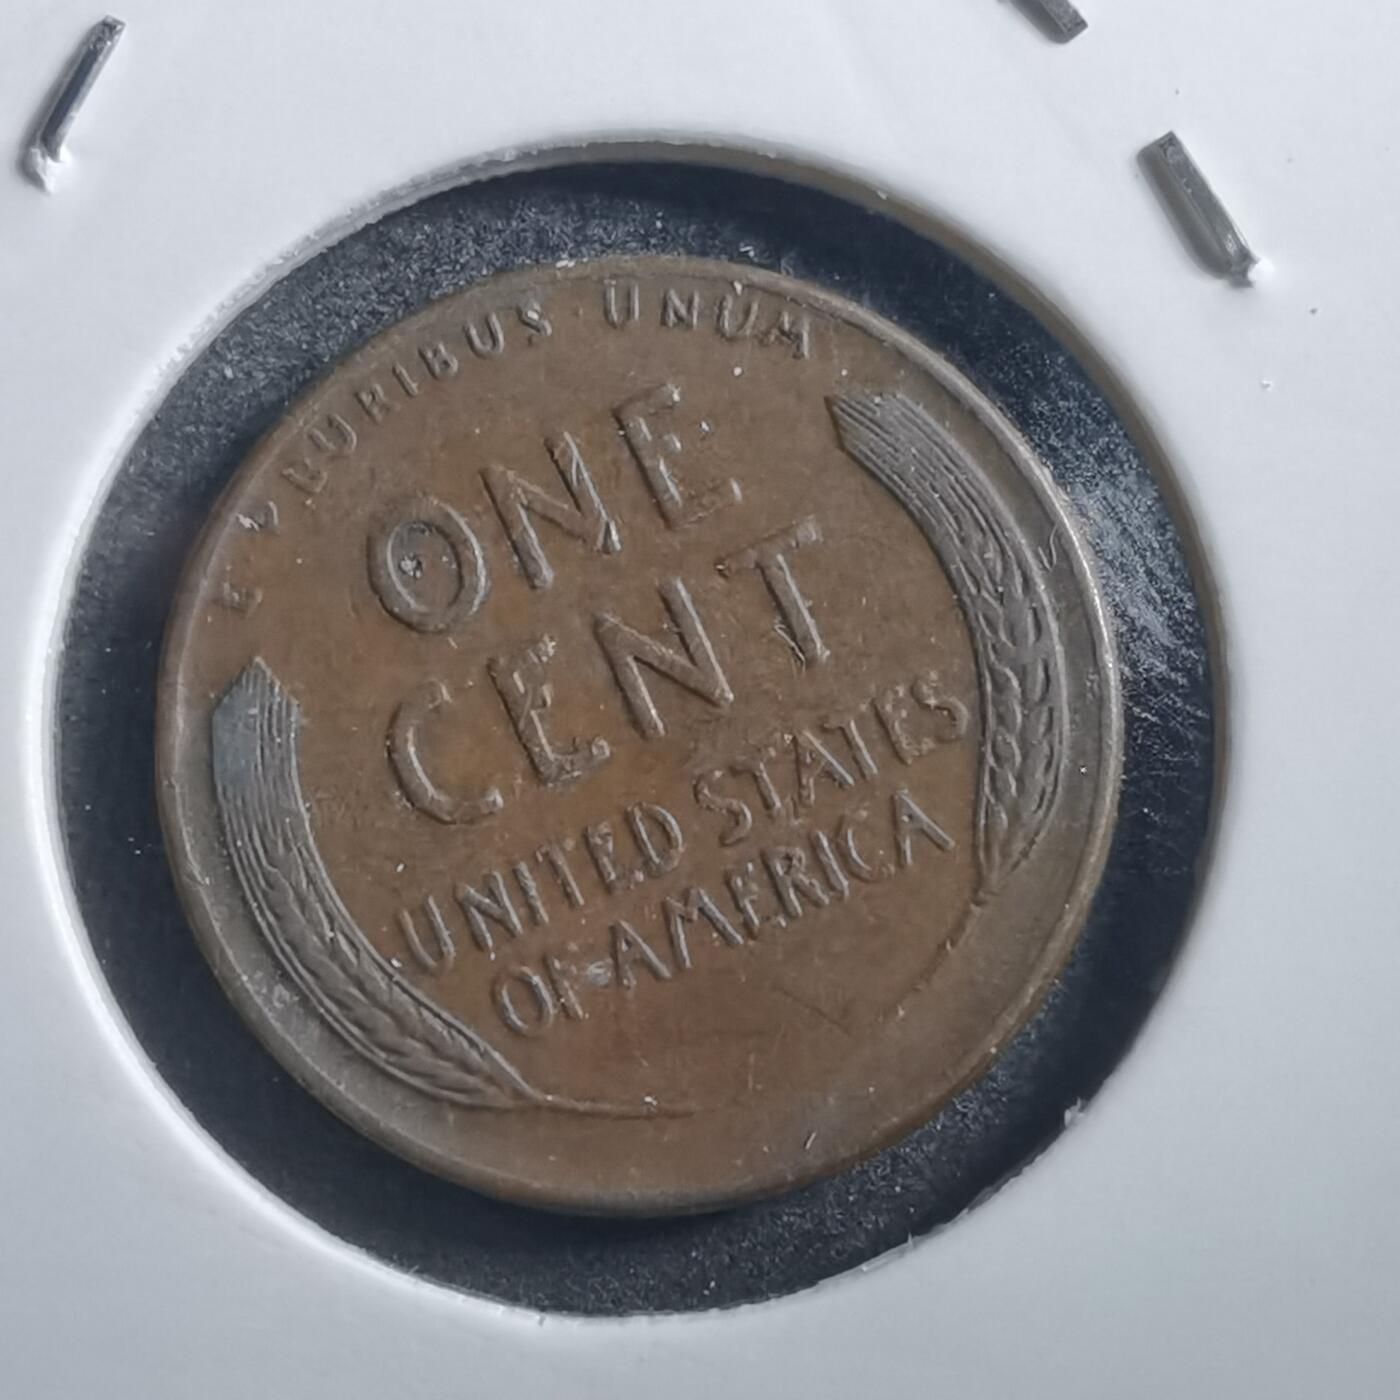 E PLURIBUS UNUM
ONE
CENT
UNITED STATES
OF AMERICA